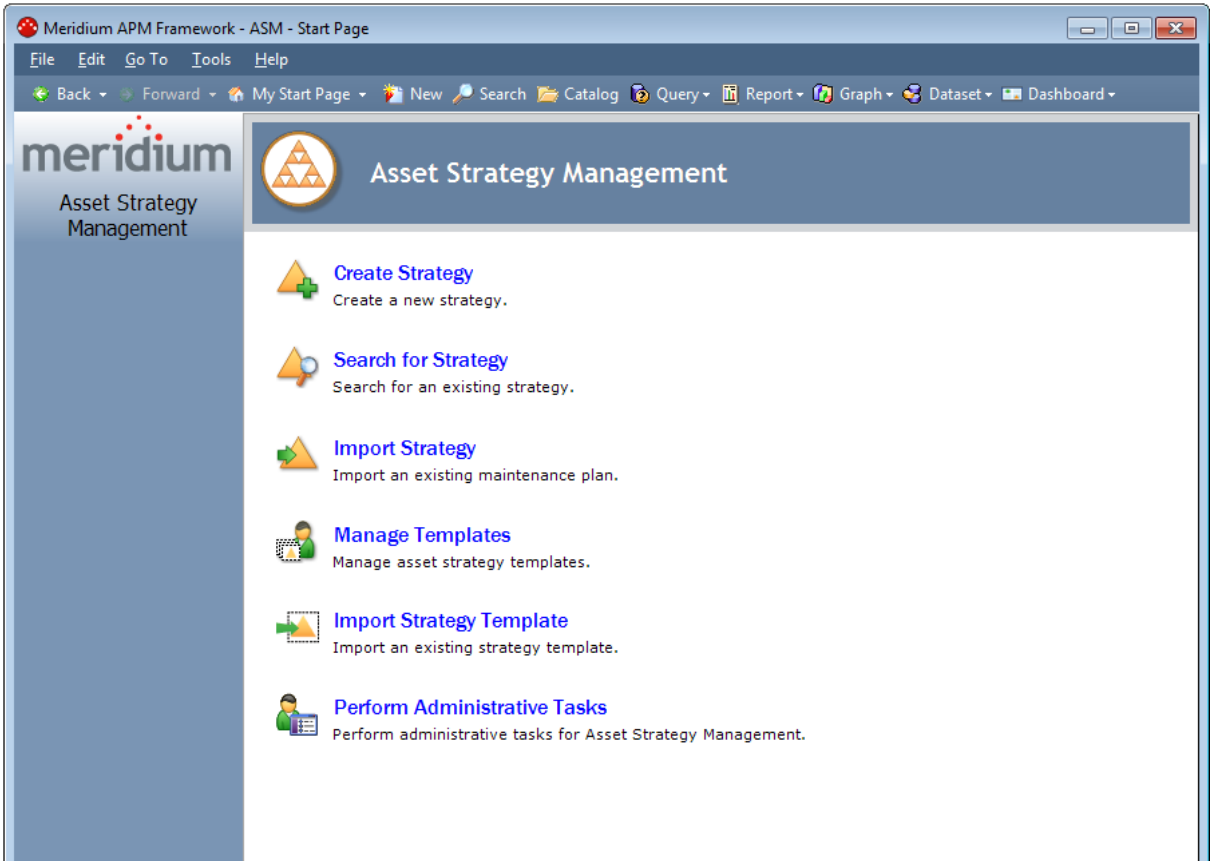 Meridium APM Framework - ASM - Start Page
File Edit Go To Tools Help
Back Forward My Start Page New Search Catalog Query Report Graph Dataset Dashboard
meridium
Asset Strategy
Management
Asset Strategy Management
Create Strategy
Create a new strategy.
Search for Strategy
Search for an existing strategy.
Import Strategy
Import an existing maintenance plan.
Manage Templates
Manage asset strategy templates.
Import Strategy Template
Import an existing strategy template.
Perform Administrative Tasks
Perform administrative tasks for Asset Strategy Management.